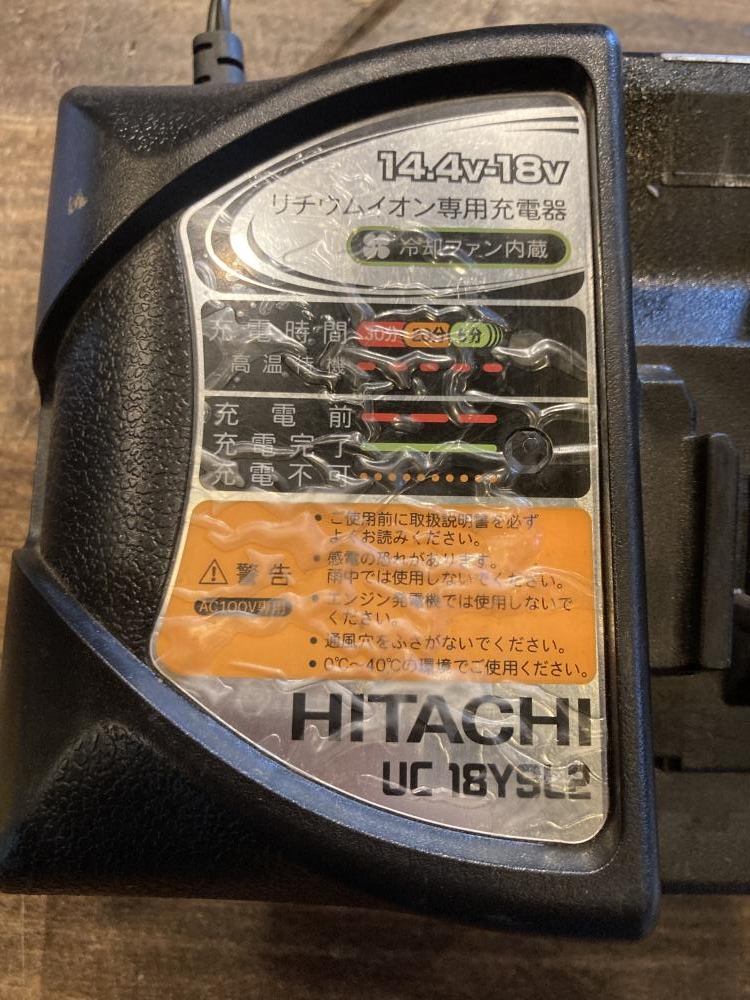 14.4v-18v
リチウムイオン専用充電器
冷却ファン内蔵
充電時間 30分
高温待機
充電前
充電完了
充電不可
警告
AC100V専用
• ご使用前に取扱説明書を必ず
よくお読みください。
• 感電の恐れがあります。
雨中では使用しないでください。
• エンジン発電機では使用しないで
ください。
• 通風穴をふさがないでください。
• 0℃〜40℃の環境でご使用ください。
HITACHI
UC 18YSL2